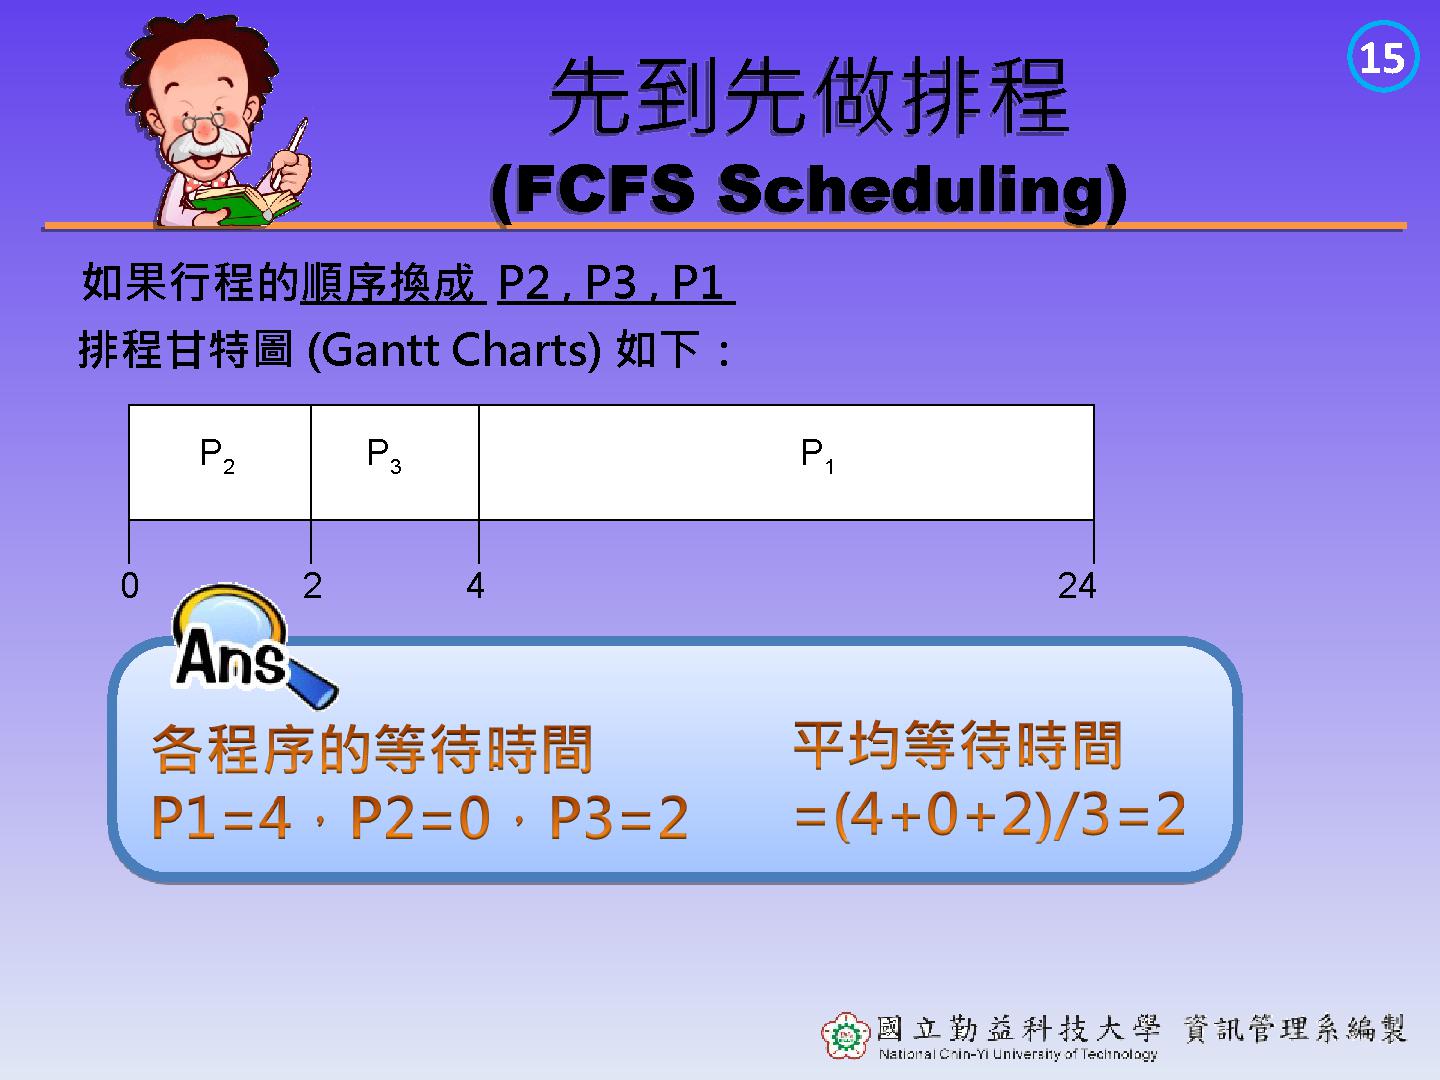 15
先到先做排程
(FCFS Scheduling)
如果行程的順序換成 P2 , P3 , P1
排程甘特圖 (Gantt Charts) 如下：
P2 P3 P1
0 2 4 24
Ans
各程序的等待時間
P1=4，P2=0，P3=2
平均等待時間
=(4+0+2)/3=2
國立勤益科技大學 資訊管理系編製
National Chin-Yi University of Technology